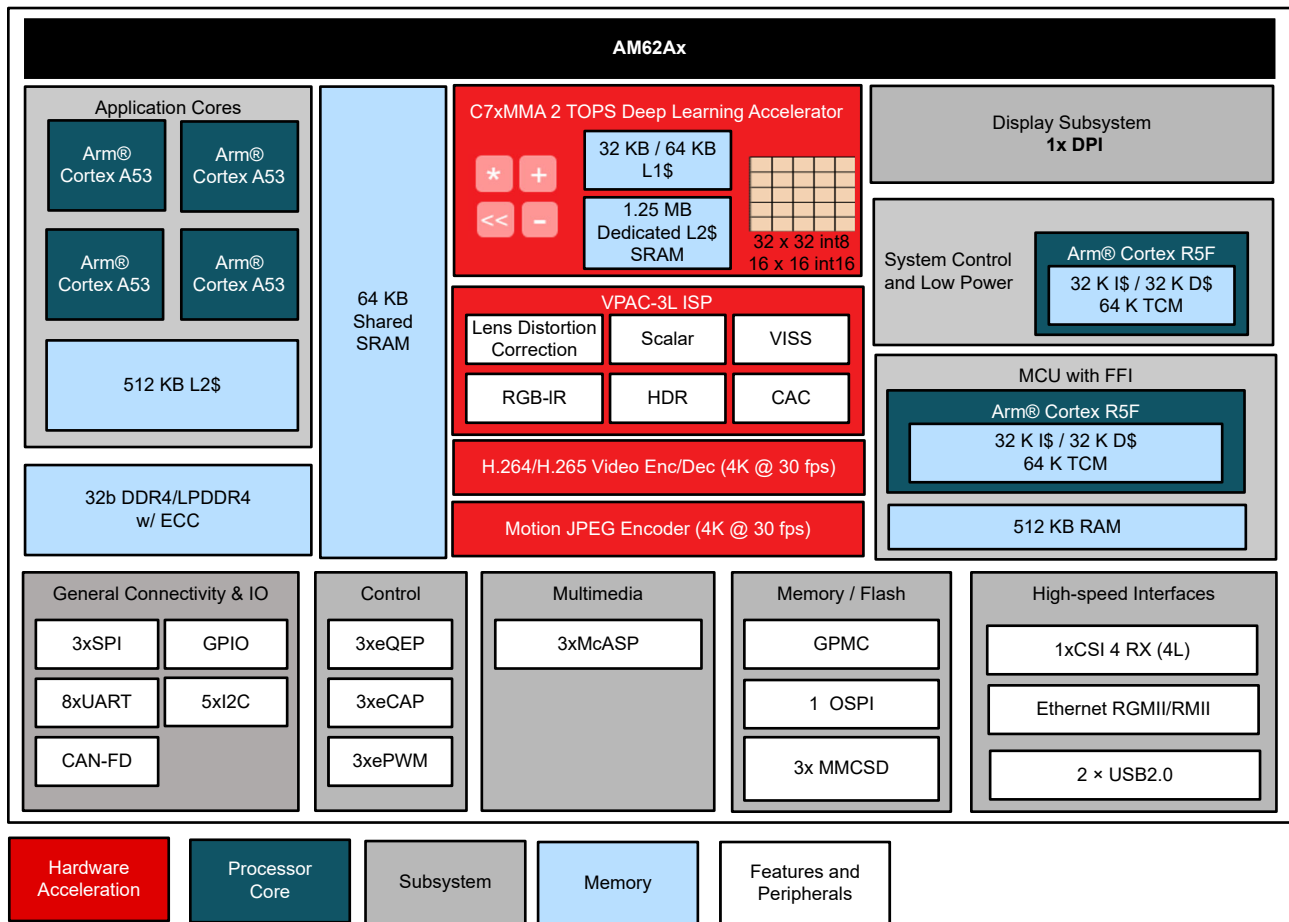 AM62Ax
Application Cores
Arm®
Cortex A53
Arm®
Cortex A53
Arm®
Cortex A53
Arm®
Cortex A53
512 KB L2$
32b DDR4/LPDDR4
w/ ECC
64 KB
Shared
SRAM
C7xMMA 2 TOPS Deep Learning Accelerator
*
+
<<
-
32 KB / 64 KB
L1$
1.25 MB
Dedicated L2$
SRAM
32 x 32 int8
16 x 16 int16
VPAC-3L ISP
Lens Distortion
Correction
Scalar
VISS
RGB-IR
HDR
CAC
H.264/H.265 Video Enc/Dec (4K @ 30 fps)
Motion JPEG Encoder (4K @ 30 fps)
Display Subsystem
1x DPI
System Control
and Low Power
Arm® Cortex R5F
32 K I$ / 32 K D$
64 K TCM
MCU with FFI
Arm® Cortex R5F
32 K I$ / 32 K D$
64 K TCM
512 KB RAM
General Connectivity & IO
3xSPI
GPIO
8xUART
5xI2C
CAN-FD
Control
3xeQEP
3xeCAP
3xePWM
Multimedia
3xMcASP
Memory / Flash
GPMC
1 OSPI
3x MMCSD
High-speed Interfaces
1xCSI 4 RX (4L)
Ethernet RGMII/RMII
2 × USB2.0
Hardware
Acceleration
Processor
Core
Subsystem
Memory
Features and
Peripherals